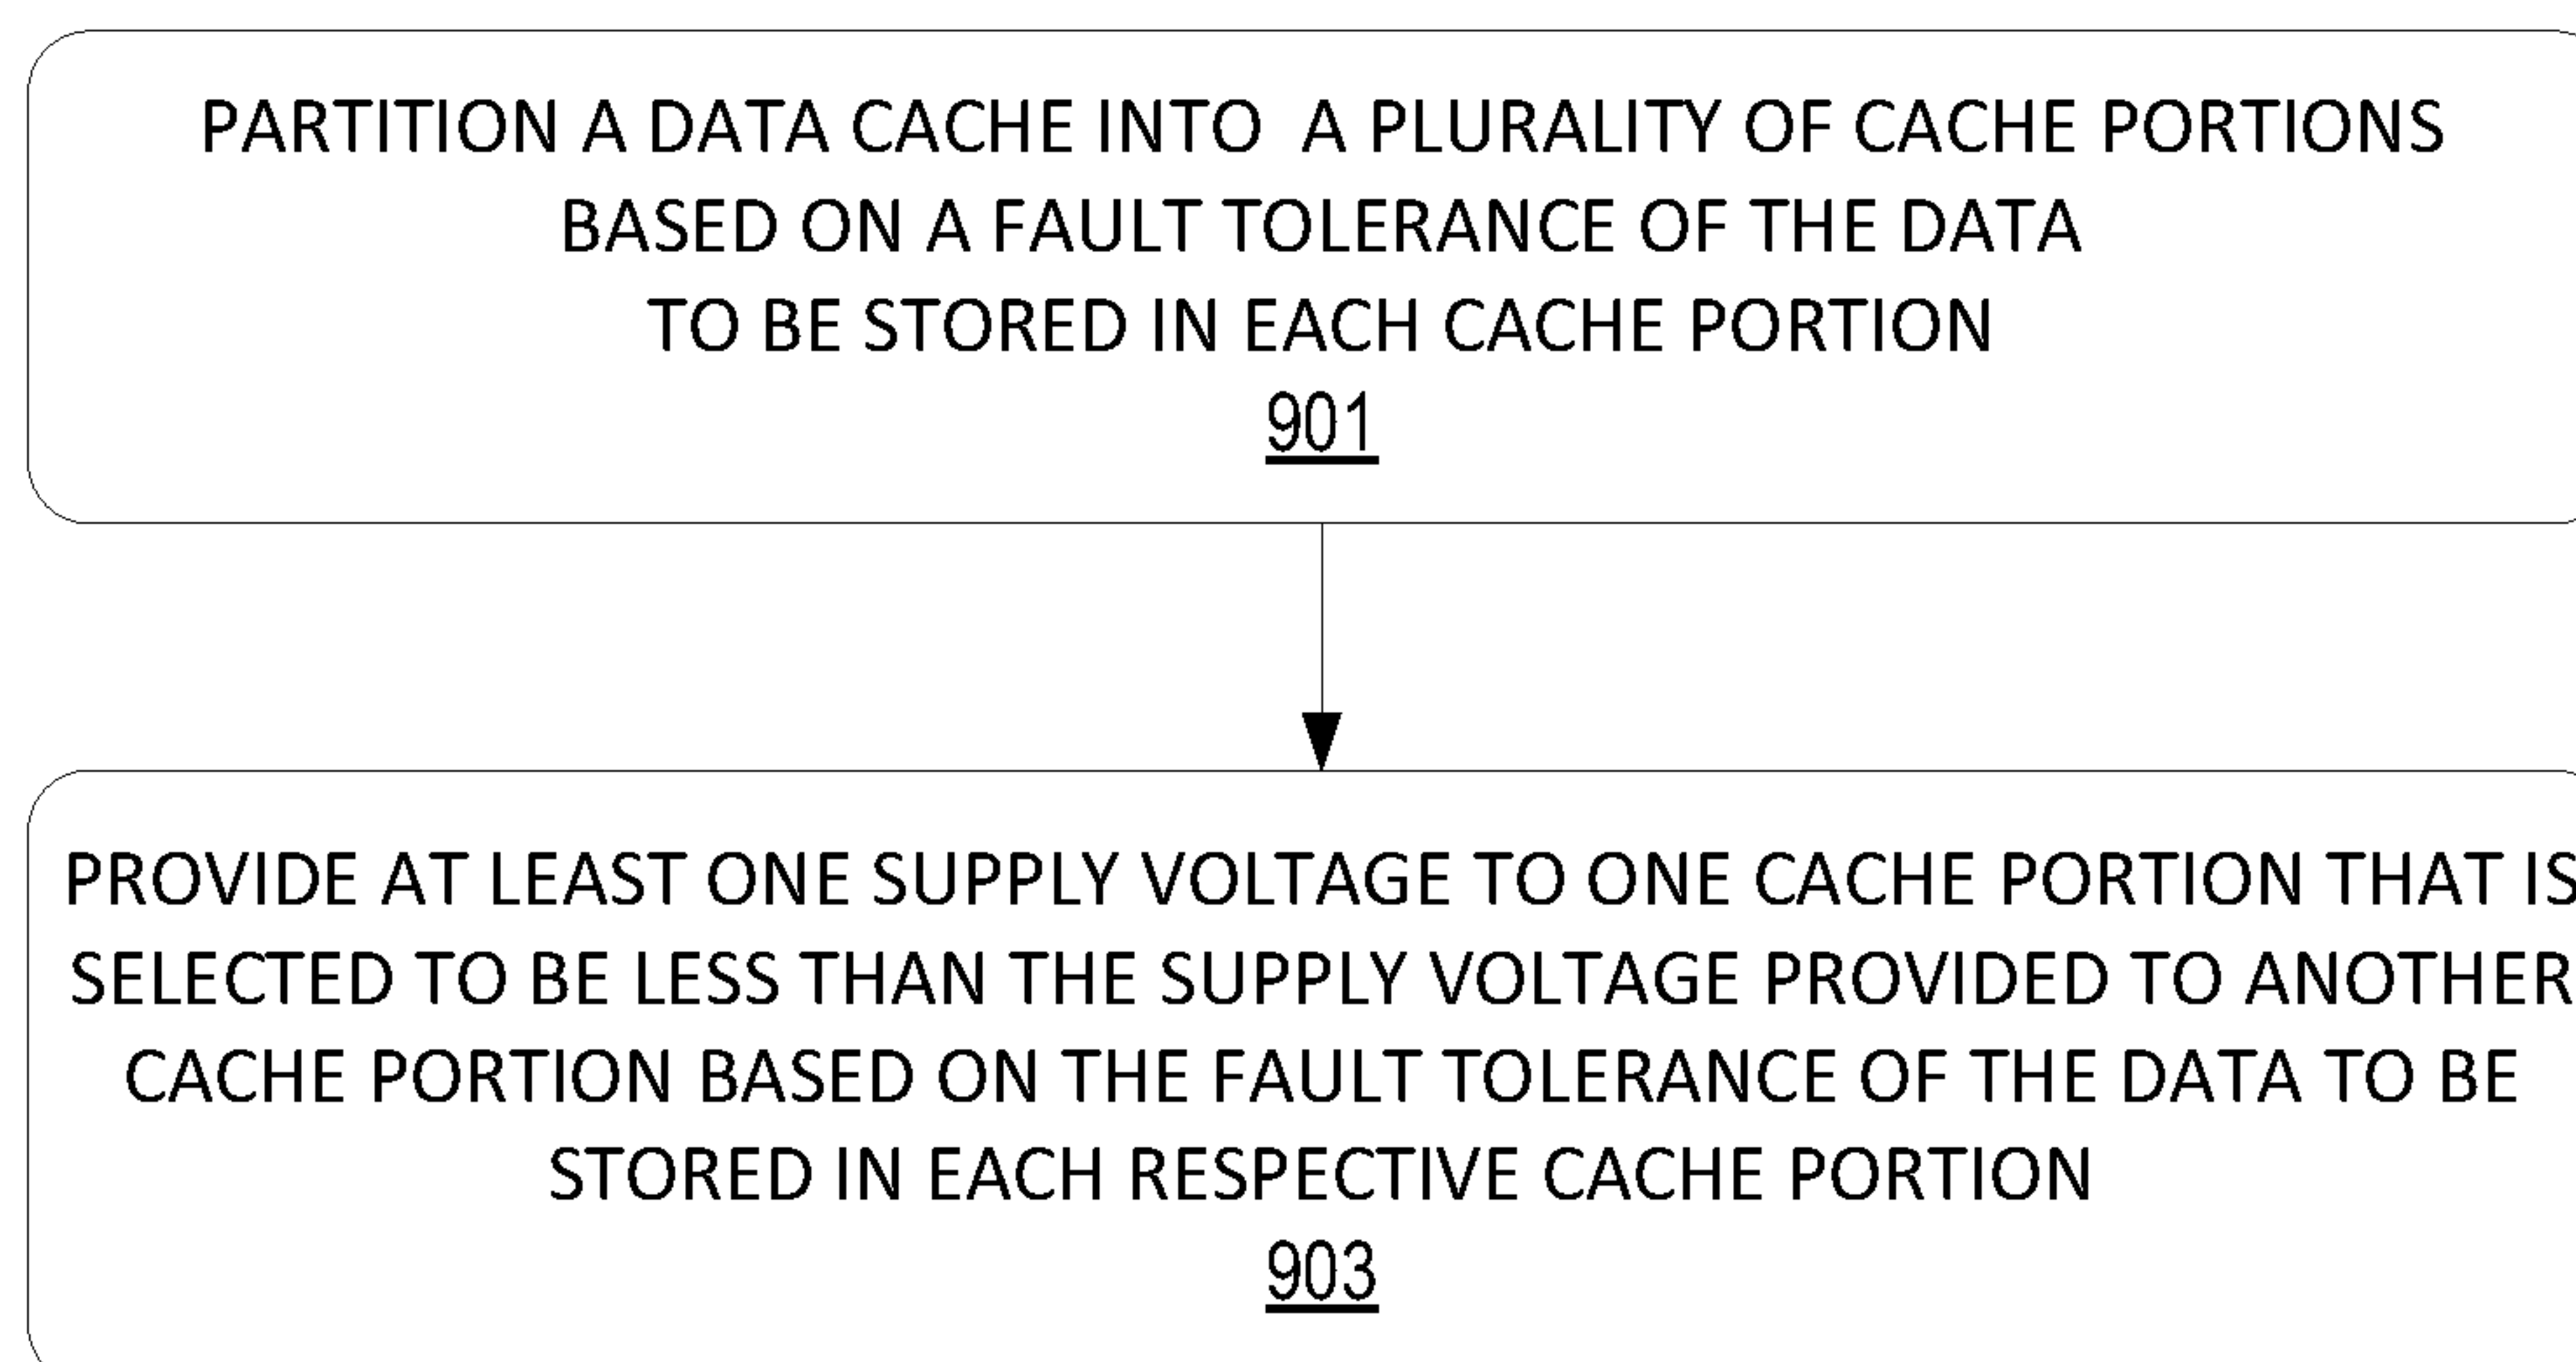 PARTITION A DATA CACHE INTO  A PLURALITY OF CACHE PORTIONS
BASED ON A FAULT TOLERANCE OF THE DATA
TO BE STORED IN EACH CACHE PORTION
901
PROVIDE AT LEAST ONE SUPPLY VOLTAGE TO ONE CACHE PORTION THAT IS
SELECTED TO BE LESS THAN THE SUPPLY VOLTAGE PROVIDED TO ANOTHER
CACHE PORTION BASED ON THE FAULT TOLERANCE OF THE DATA TO BE
STORED IN EACH RESPECTIVE CACHE PORTION
903